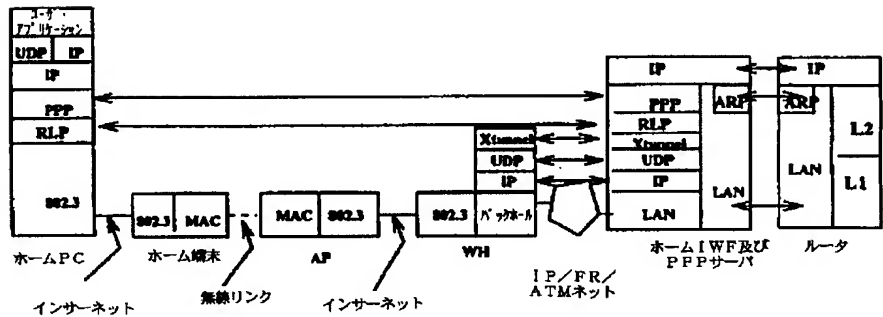 ユーザ・
アプリケーション
UDP IP
IP
PPP
RLP
802.3
802.3 MAC
MAC 802.3
Xtunnel
UDP
IP
802.3 バックホール
IP
PPP
RLP
Xtunnel
UDP
IP
LAN
ARP
LAN
IP
ARP
LAN
L2
L1
ホームPC
ホーム端末
AP
WH
ホームIWF及び
PPPサーバ
ルータ
インサーネット
無線リンク
インサーネット
IP/FR/
ATMネット